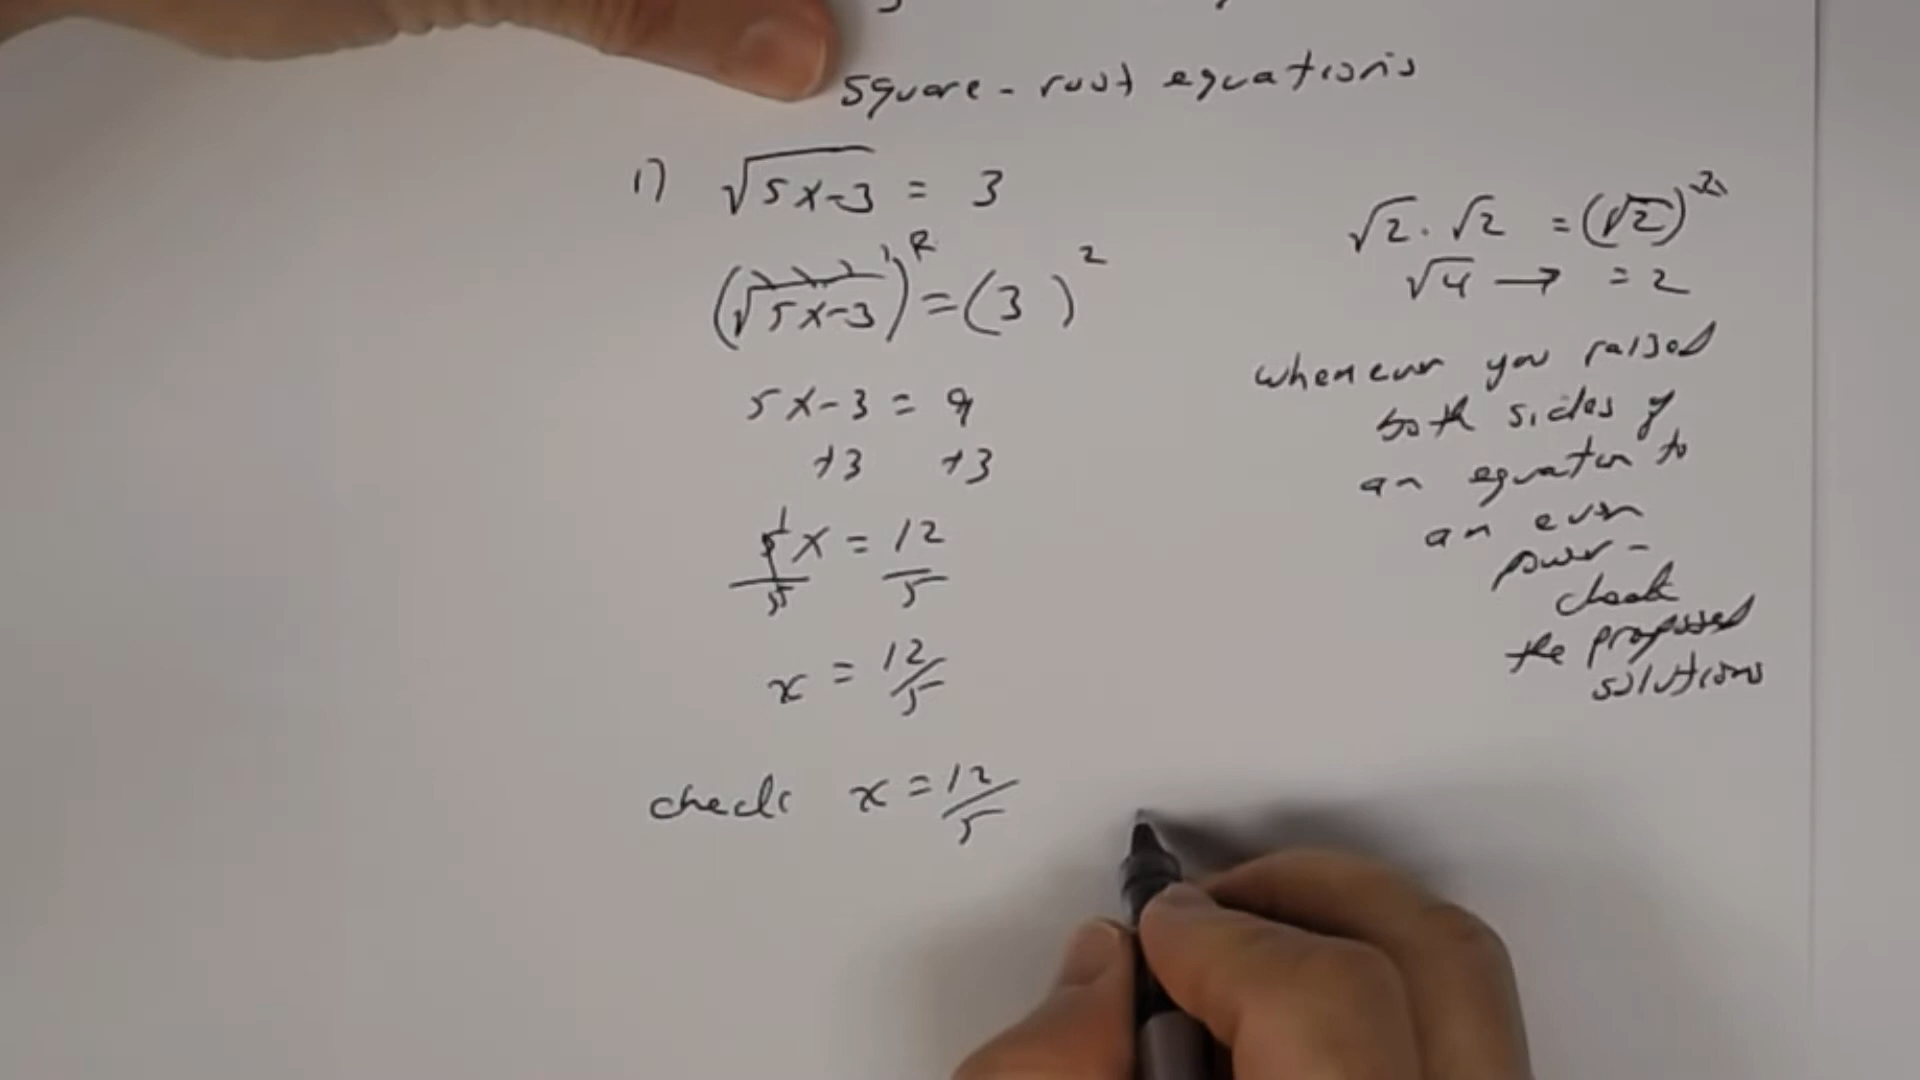 square-root equations
1) √5x-3 = 3
(√5x-3)² = (3)²
5x-3 = 9
+3 +3
5x = 12
5 5
x = 12/5
check x = 12/5
√2 · √2 = (√2)²
√4 → = 2
whenever you raised
both sides of
an equation to
an even
power -
check
the proposed
solutions